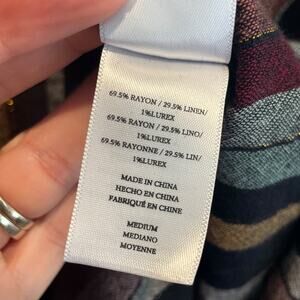 69.5% RAYON / 29.5% LINEN/
1%LUREX
69.5% RAYON / 29.5% LINO/
1%LUREX
69.5% RAYONNE / 29.5% LIN/
1%LUREX
MADE IN CHINA
HECHO EN CHINA
FABRIQUÉ EN CHINE
MEDIUM
MEDIANO
MOYENNE